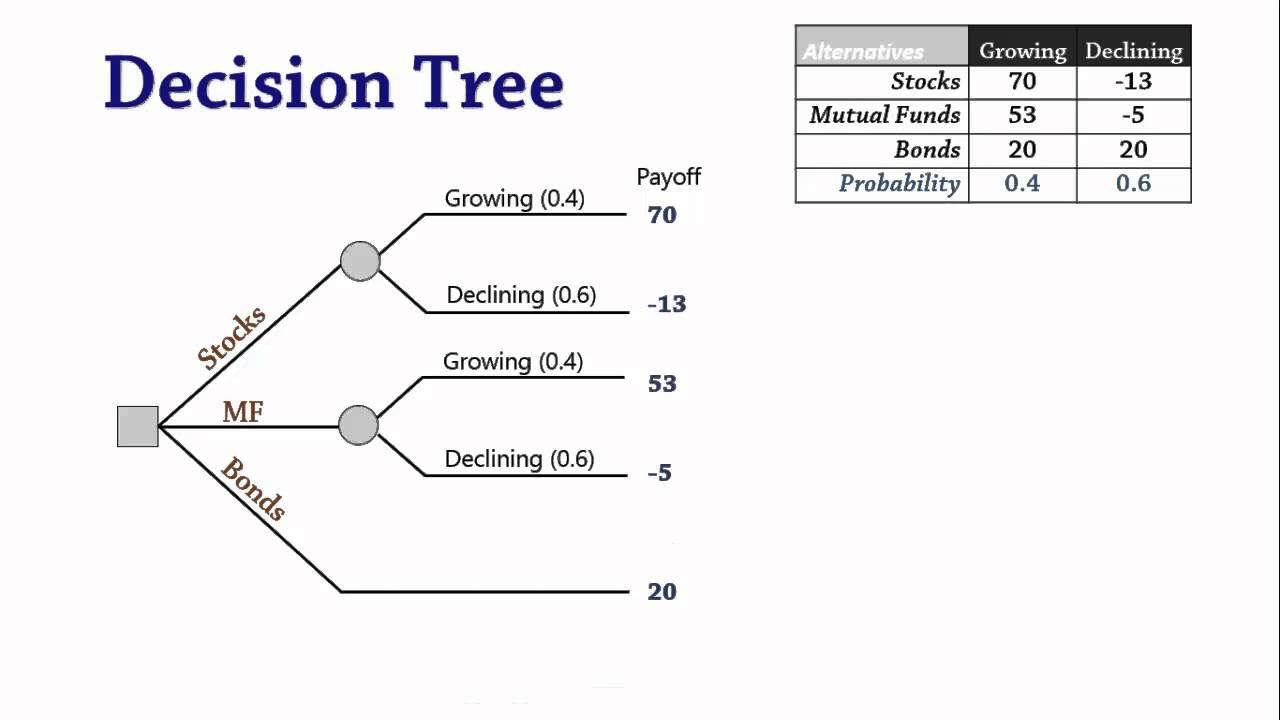 Decision Tree
Alternatives Growing Declining
Stocks 70 -13
Mutual Funds 53 -5
Bonds 20 20
Probability 0.4 0.6
Payoff
Growing (0.4) 70
Declining (0.6) -13
Stocks
Growing (0.4) 53
MF
Declining (0.6) -5
Bonds
20